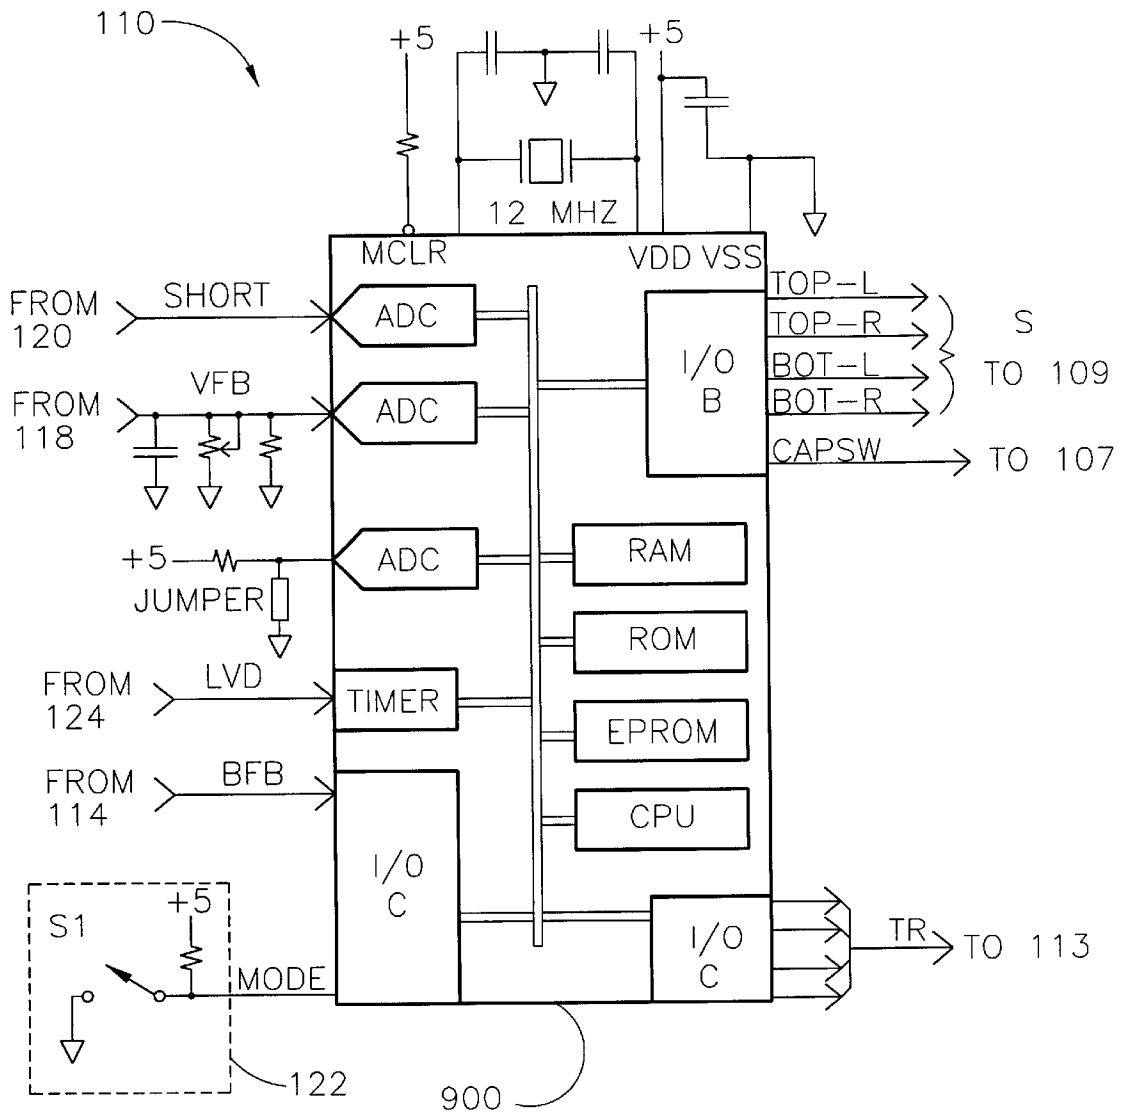 110
+5
+5
12 MHZ
MCLR
VDD VSS
FROM
120
SHORT
ADC
TOP-L
TOP-R
BOT-L
BOT-R
I/O
B
S
TO 109
FROM
118
VFB
ADC
CAPSW
TO 107
+5
JUMPER
ADC
RAM
ROM
FROM
124
LVD
TIMER
EPROM
FROM
114
BFB
CPU
I/O
C
S1
+5
MODE
I/O
C
TR
TO 113
122
900